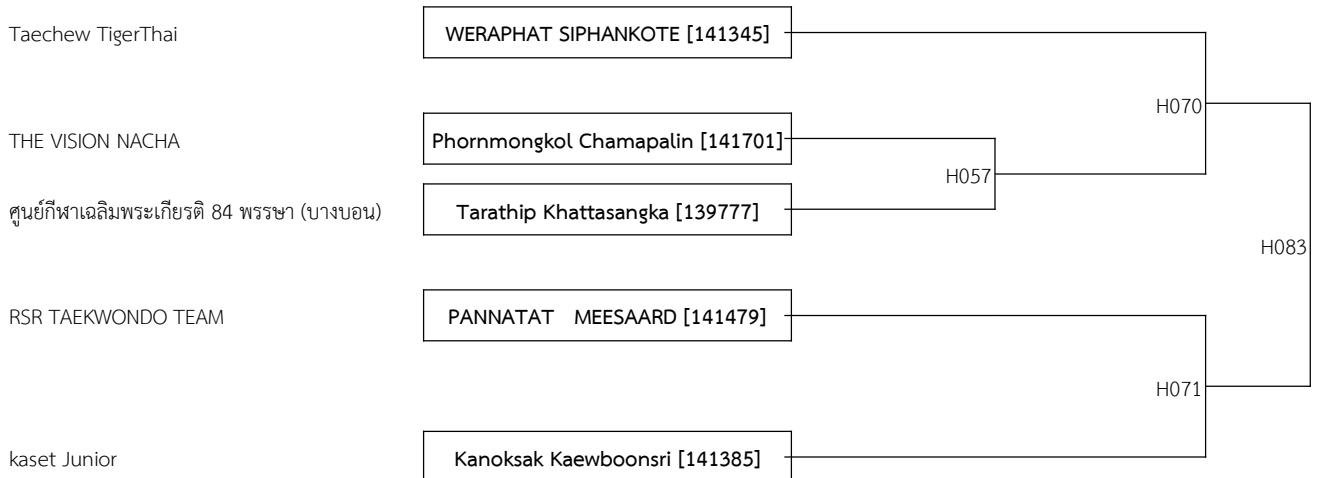 Taechew TigerThai
WERAPHAT SIPHANKOTE [141345]
H070
THE VISION NACHA
Phornmongkol Chamapalin [141701]
H057
ศูนย์กีฬาเฉลิมพระเกียรติ 84 พรรษา (บางบอน)
Tarathip Khattasangka [139777]
H083
RSR TAEKWONDO TEAM
PANNATAT MEESAARD [141479]
H071
kaset Junior
Kanoksak Kaewboonsri [141385]